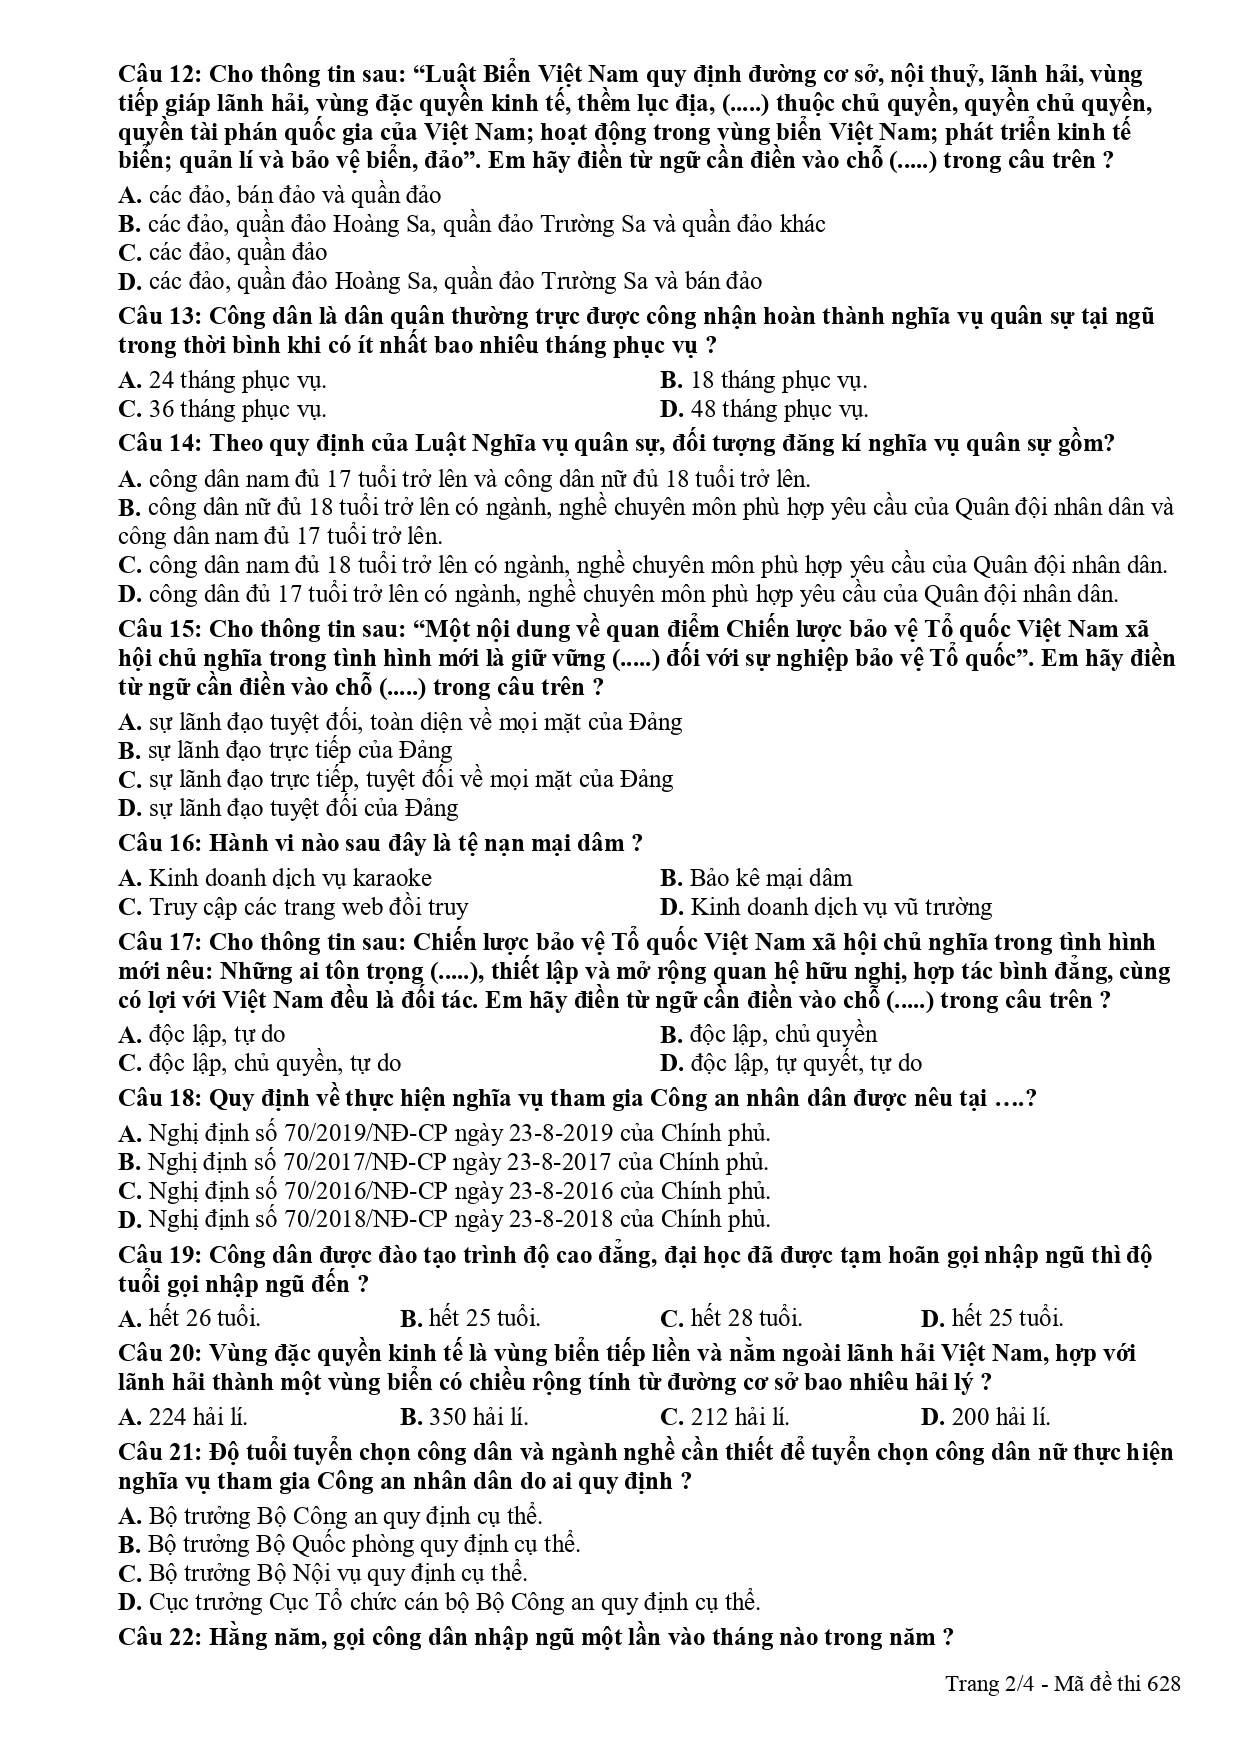 Câu 12: Cho thông tin sau: “Luật Biển Việt Nam quy định đường cơ sở, nội thuỷ, lãnh hải, vùng
tiếp giáp lãnh hải, vùng đặc quyền kinh tế, thềm lục địa, (.....) thuộc chủ quyền, quyền chủ quyền,
quyền tài phán quốc gia của Việt Nam; hoạt động trong vùng biển Việt Nam; phát triển kinh tế
biển; quản lí và bảo vệ biển, đảo”. Em hãy điền từ ngữ cần điền vào chỗ (.....) trong câu trên ?
A. các đảo, bán đảo và quần đảo
B. các đảo, quần đảo Hoàng Sa, quần đảo Trường Sa và quần đảo khác
C. các đảo, quần đảo
D. các đảo, quần đảo Hoàng Sa, quần đảo Trường Sa và bán đảo
Câu 13: Công dân là dân quân thường trực được công nhận hoàn thành nghĩa vụ quân sự tại ngũ
trong thời bình khi có ít nhất bao nhiêu tháng phục vụ ?
A. 24 tháng phục vụ. B. 18 tháng phục vụ.
C. 36 tháng phục vụ. D. 48 tháng phục vụ.
Câu 14: Theo quy định của Luật Nghĩa vụ quân sự, đối tượng đăng kí nghĩa vụ quân sự gồm?
A. công dân nam đủ 17 tuổi trở lên và công dân nữ đủ 18 tuổi trở lên.
B. công dân nữ đủ 18 tuổi trở lên có ngành, nghề chuyên môn phù hợp yêu cầu của Quân đội nhân dân và
công dân nam đủ 17 tuổi trở lên.
C. công dân nam đủ 18 tuổi trở lên có ngành, nghề chuyên môn phù hợp yêu cầu của Quân đội nhân dân.
D. công dân đủ 17 tuổi trở lên có ngành, nghề chuyên môn phù hợp yêu cầu của Quân đội nhân dân.
Câu 15: Cho thông tin sau: “Một nội dung về quan điểm Chiến lược bảo vệ Tổ quốc Việt Nam xã
hội chủ nghĩa trong tình hình mới là giữ vững (.....) đối với sự nghiệp bảo vệ Tổ quốc”. Em hãy điền
từ ngữ cần điền vào chỗ (.....) trong câu trên ?
A. sự lãnh đạo tuyệt đối, toàn diện về mọi mặt của Đảng
B. sự lãnh đạo trực tiếp của Đảng
C. sự lãnh đạo trực tiếp, tuyệt đối về mọi mặt của Đảng
D. sự lãnh đạo tuyệt đối của Đảng
Câu 16: Hành vi nào sau đây là tệ nạn mại dâm ?
A. Kinh doanh dịch vụ karaoke B. Bảo kê mại dâm
C. Truy cập các trang web đồi truy D. Kinh doanh dịch vụ vũ trường
Câu 17: Cho thông tin sau: Chiến lược bảo vệ Tổ quốc Việt Nam xã hội chủ nghĩa trong tình hình
mới nêu: Những ai tôn trọng (.....), thiết lập và mở rộng quan hệ hữu nghị, hợp tác bình đẳng, cùng
có lợi với Việt Nam đều là đối tác. Em hãy điền từ ngữ cần điền vào chỗ (.....) trong câu trên ?
A. độc lập, tự do B. độc lập, chủ quyền
C. độc lập, chủ quyền, tự do D. độc lập, tự quyết, tự do
Câu 18: Quy định về thực hiện nghĩa vụ tham gia Công an nhân dân được nêu tại ….?
A. Nghị định số 70/2019/NĐ-CP ngày 23-8-2019 của Chính phủ.
B. Nghị định số 70/2017/NĐ-CP ngày 23-8-2017 của Chính phủ.
C. Nghị định số 70/2016/NĐ-CP ngày 23-8-2016 của Chính phủ.
D. Nghị định số 70/2018/NĐ-CP ngày 23-8-2018 của Chính phủ.
Câu 19: Công dân được đào tạo trình độ cao đẳng, đại học đã được tạm hoãn gọi nhập ngũ thì độ
tuổi gọi nhập ngũ đến ?
A. hết 26 tuổi. B. hết 25 tuổi. C. hết 28 tuổi. D. hết 25 tuổi.
Câu 20: Vùng đặc quyền kinh tế là vùng biển tiếp liền và nằm ngoài lãnh hải Việt Nam, hợp với
lãnh hải thành một vùng biển có chiều rộng tính từ đường cơ sở bao nhiêu hải lý ?
A. 224 hải lí. B. 350 hải lí. C. 212 hải lí. D. 200 hải lí.
Câu 21: Độ tuổi tuyển chọn công dân và ngành nghề cần thiết để tuyển chọn công dân nữ thực hiện
nghĩa vụ tham gia Công an nhân dân do ai quy định ?
A. Bộ trưởng Bộ Công an quy định cụ thể.
B. Bộ trưởng Bộ Quốc phòng quy định cụ thể.
C. Bộ trưởng Bộ Nội vụ quy định cụ thể.
D. Cục trưởng Cục Tổ chức cán bộ Bộ Công an quy định cụ thể.
Câu 22: Hằng năm, gọi công dân nhập ngũ một lần vào tháng nào trong năm ?
Trang 2/4 - Mã đề thi 628